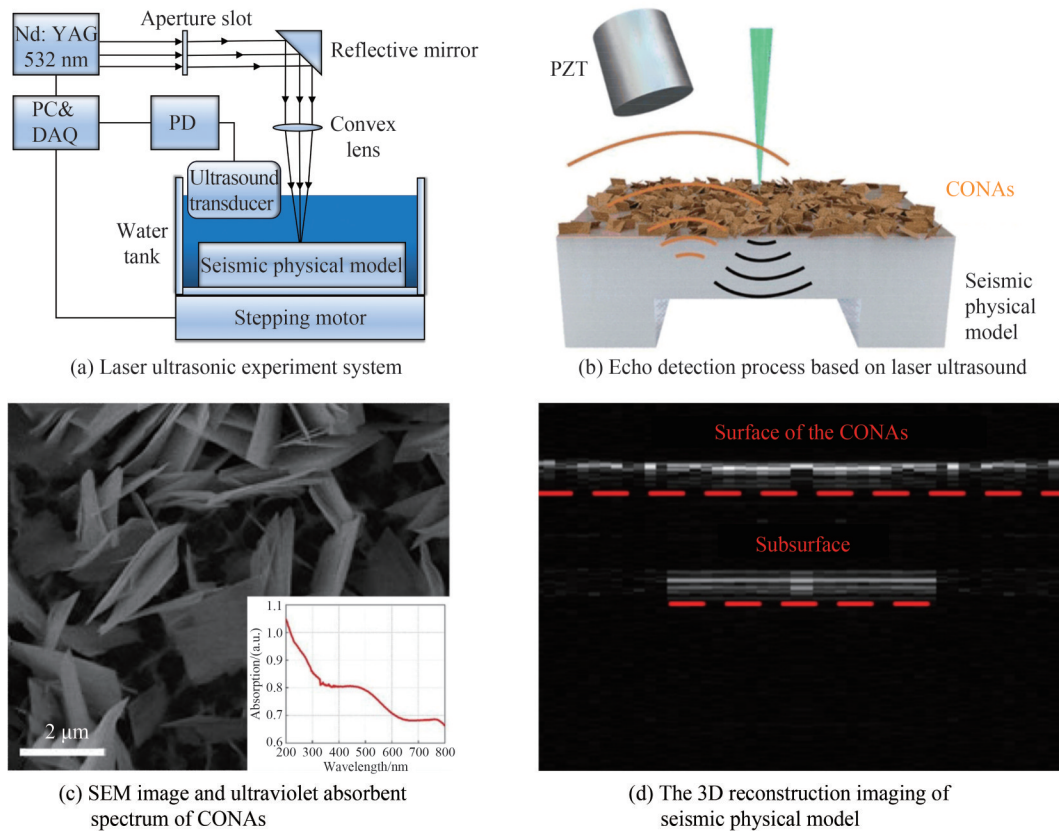 Nd: YAG
532 nm
Aperture slot
Reflective mirror
PC&
DAQ
PD
Convex
lens
Ultrasound
transducer
Water
tank
Seismic physical model
Stepping motor
(a) Laser ultrasonic experiment system
PZT
CONAs
Seismic
physical
model
(b) Echo detection process based on laser ultrasound
2 μm
Absorption/(a.u.)
1.1
1.0
0.9
0.8
0.7
0.6
200 300 400 500 600 700 800
Wavelength/nm
(c) SEM image and ultraviolet absorbent
spectrum of CONAs
Surface of the CONAs
Subsurface
(d) The 3D reconstruction imaging of
seismic physical model